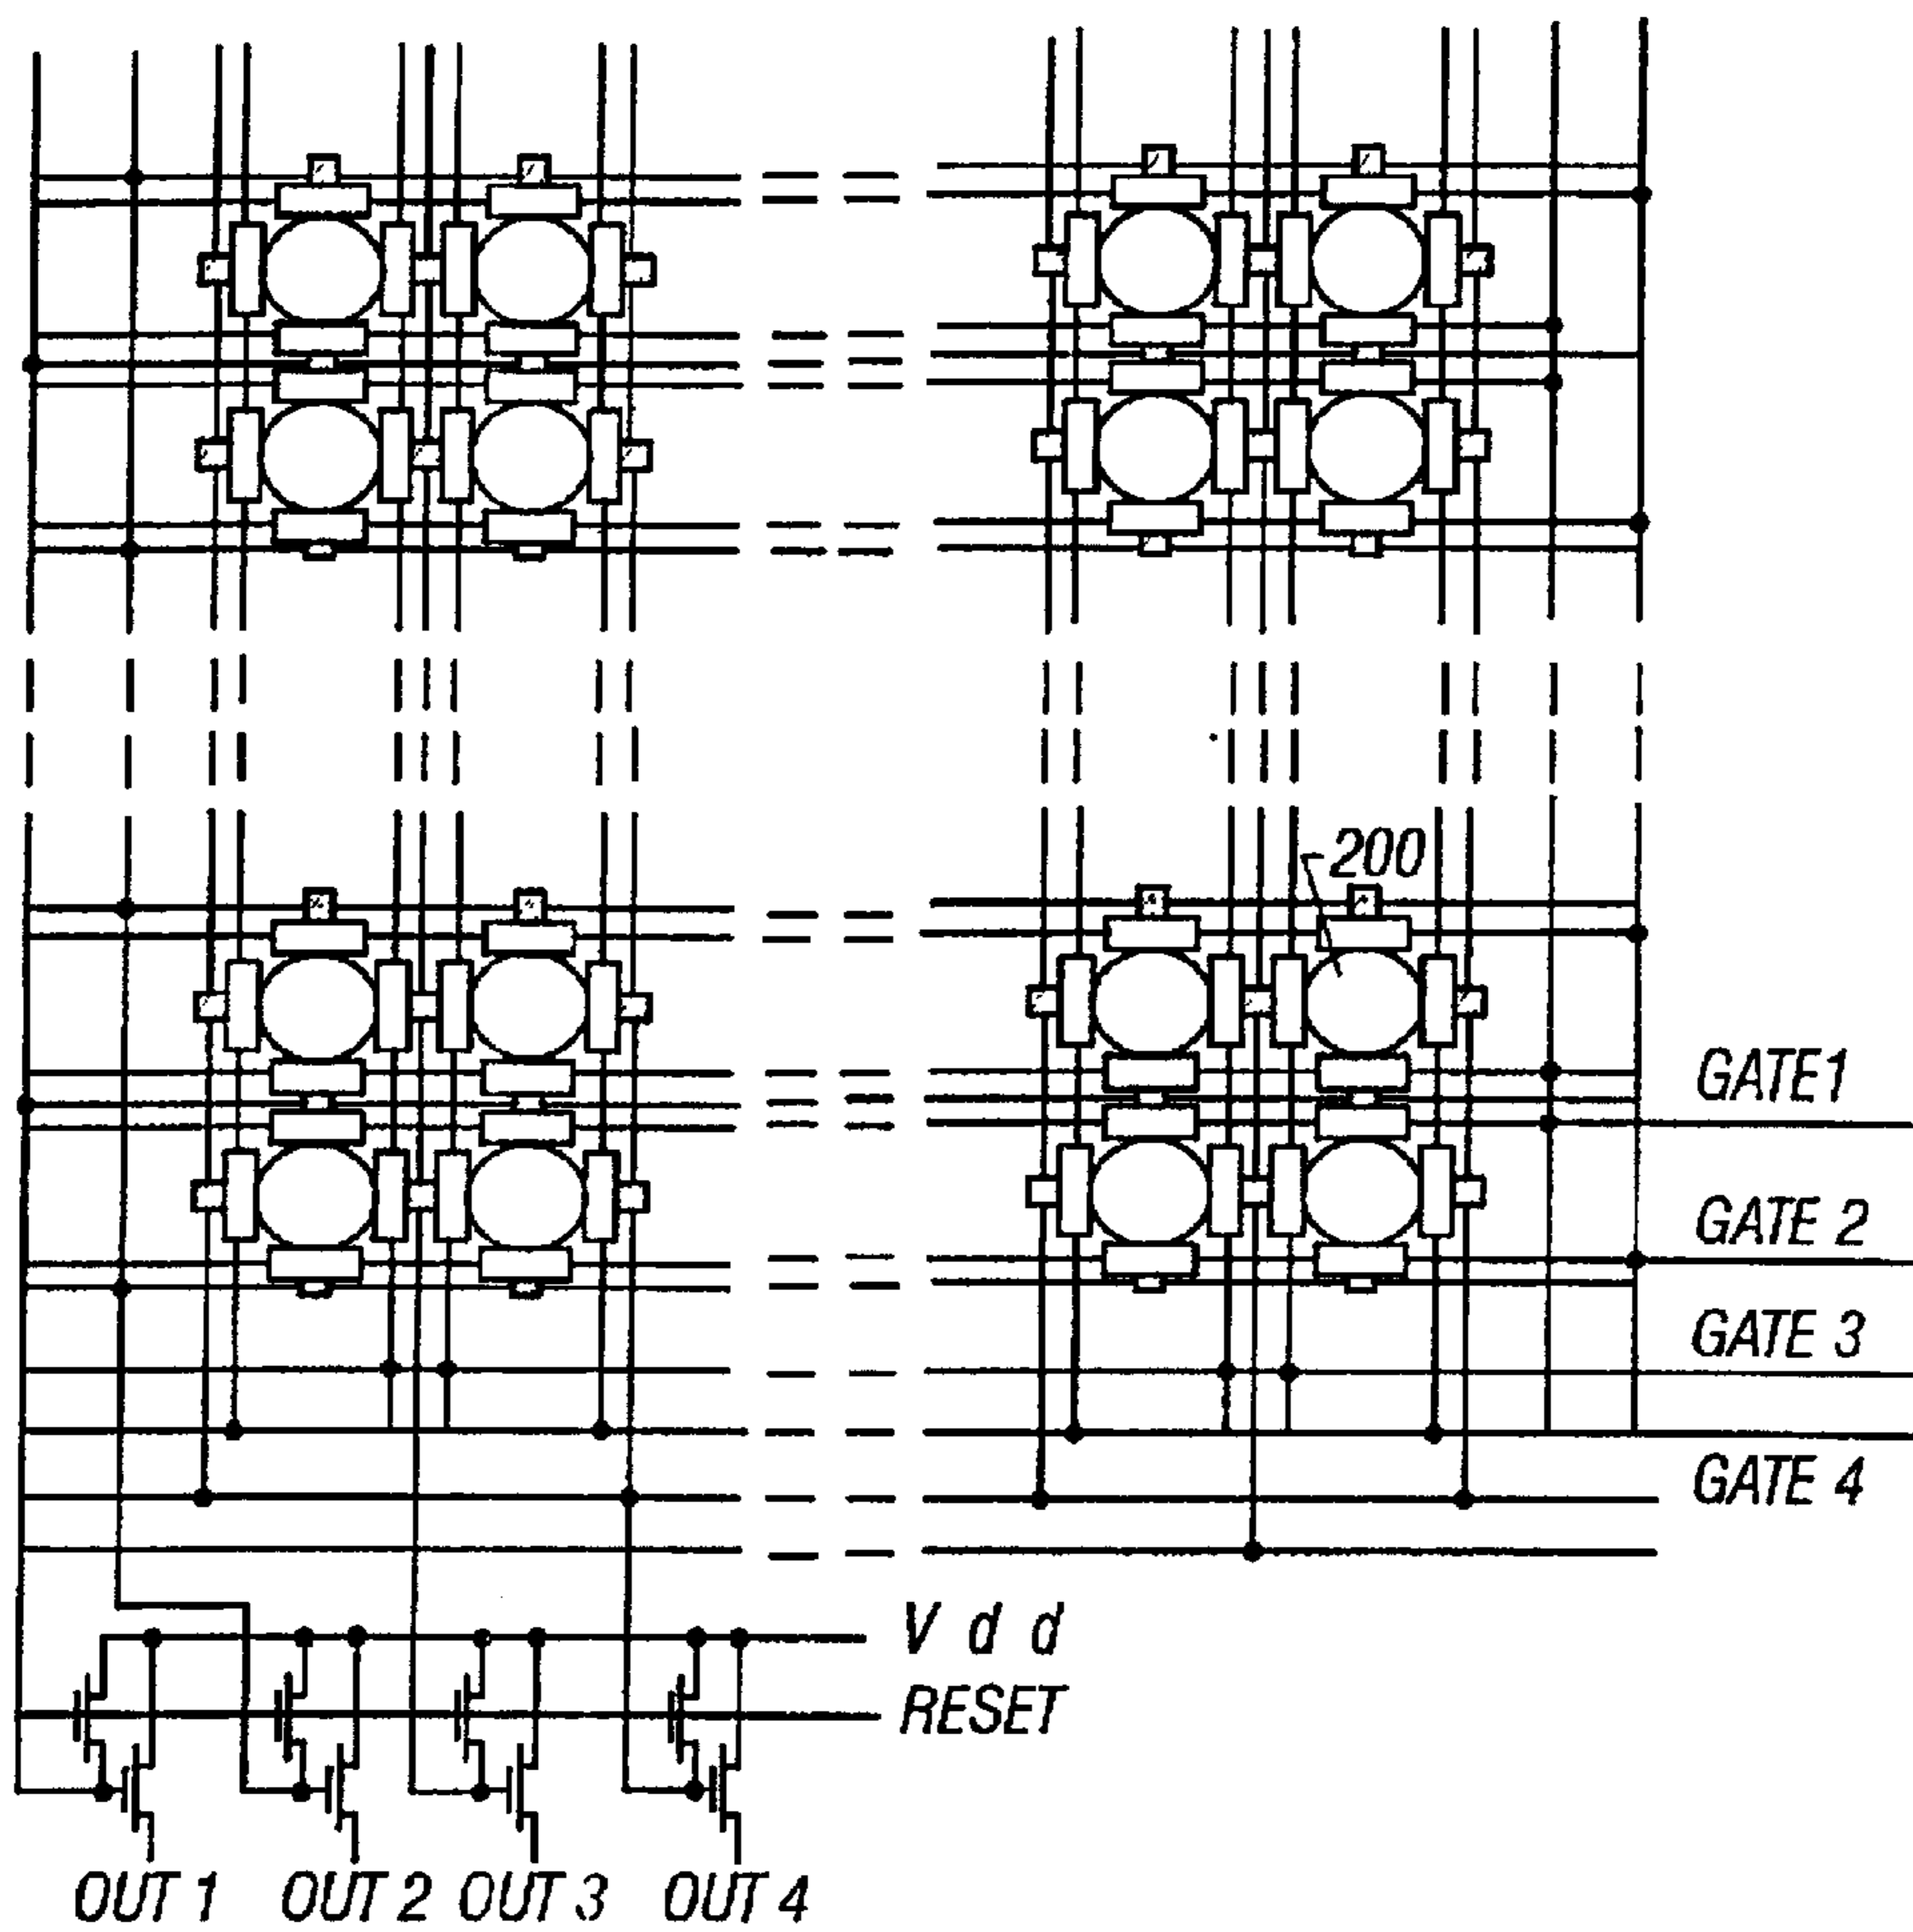 200
GATE1
GATE 2
GATE 3
GATE 4
V d d
RESET
OUT 1 OUT 2 OUT 3 OUT 4